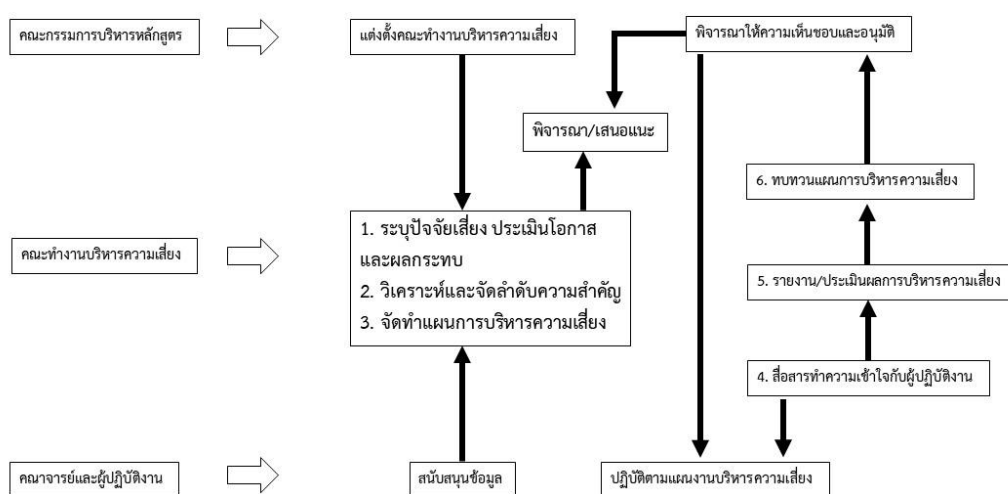 คณะกรรมการบริหารหลักสูตร
แต่งตั้งคณะทำงานบริหารความเสี่ยง
พิจารณาให้ความเห็นชอบและอนุมัติ
พิจารณา/เสนอแนะ
6. ทบทวนแผนการบริหารความเสี่ยง
คณะทำงานบริหารความเสี่ยง
1. ระบุปัจจัยเสี่ยง ประเมินโอกาส
และผลกระทบ
2. วิเคราะห์และจัดลำดับความสำคัญ
3. จัดทำแผนการบริหารความเสี่ยง
5. รายงาน/ประเมินผลการบริหารความเสี่ยง
4. สื่อสารทำความเข้าใจกับผู้ปฏิบัติงาน
คณาจารย์และผู้ปฏิบัติงาน
สนับสนุนข้อมูล
ปฏิบัติตามแผนงานบริหารความเสี่ยง